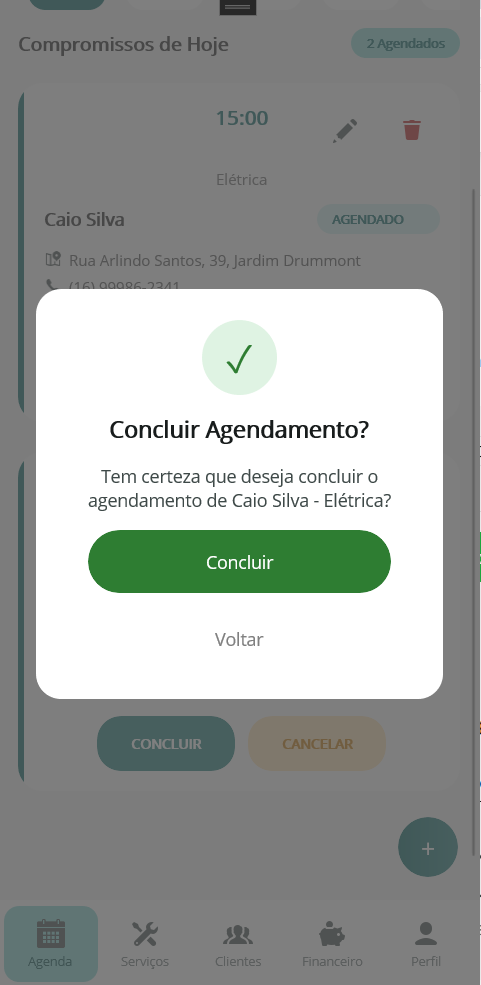 Compromissos de Hoje
2 Agendados
15:00
Elétrica
Caio Silva
AGENDADO
Rua Arlindo Santos, 39, Jardim Drummont
(16) 99986-2341
Concluir Agendamento?
Tem certeza que deseja concluir o
agendamento de Caio Silva - Elétrica?
Concluir
Voltar
CONCLUIR
CANCELAR
+
Agenda
Serviços
Clientes
Financeiro
Perfil